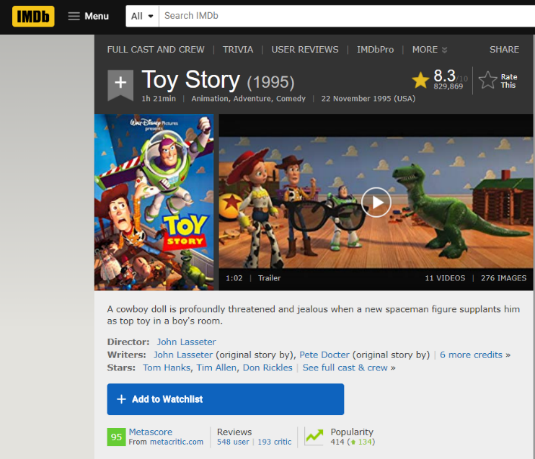 IMDb
Menu
All
Search IMDb
FULL CAST AND CREW | TRIVIA | USER REVIEWS | IMDbPro | MORE | SHARE
+ Toy Story (1995)
8.3/10
829,869
Rate This
1h 21min | Animation, Adventure, Comedy | 22 November 1995 (USA)
Walt Disney Pictures
presents
TOY
STORY
1:02 | Trailer
11 VIDEOS | 276 IMAGES
A cowboy doll is profoundly threatened and jealous when a new spaceman figure supplants him
as top toy in a boy's room.
Director: John Lasseter
Writers: John Lasseter (original story by), Pete Docter (original story by) | 6 more credits »
Stars: Tom Hanks, Tim Allen, Don Rickles | See full cast & crew »
+ Add to Watchlist
95
Metascore
From metacritic.com
Reviews
548 user | 193 critic
Popularity
414 (134)